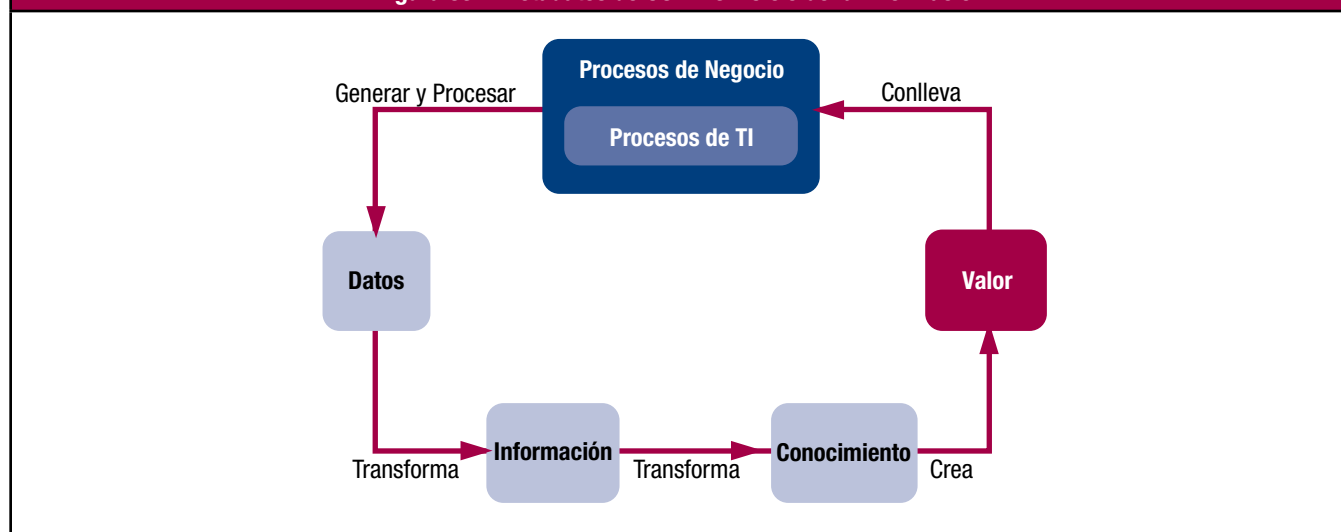 Procesos de Negocio
Generar y Procesar
Conlleva
Procesos de TI
Datos
Valor
Información
Conocimiento
Transforma
Transforma
Crea